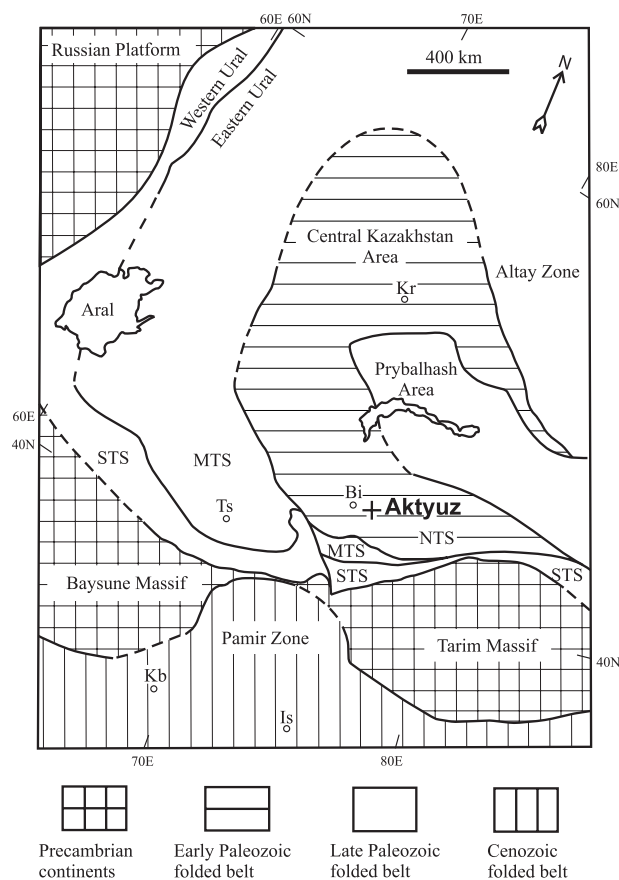 60E 60N
70E
Russian Platform
400 km
N
Western Ural
Eastern Ural
80E
60N
Central Kazakhstan
Area
Altay Zone
Kr
Aral
Prybalhash
Area
60E
40N
STS
MTS
Bi
Aktyuz
Ts
NTS
MTS
STS
STS
Baysune Massif
Pamir Zone
Tarim Massif
40N
Kb
Is
70E
80E
Precambrian
continents
Early Paleozoic
folded belt
Late Paleozoic
folded belt
Cenozoic
folded belt